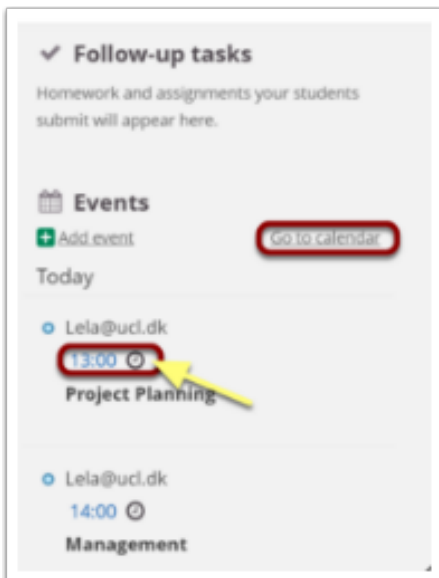 Follow-up tasks
Homework and assignments your students
submit will appear here.
Events
Add event Go to calendar
Today
Lela@ucl.dk
13:00
Project Planning
Lela@ucl.dk
14:00
Management